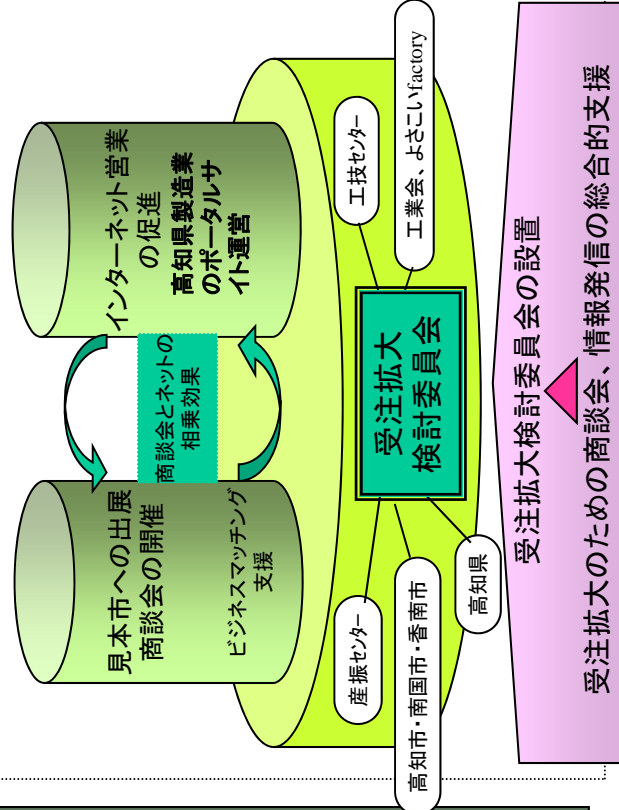 見本市への出展
商談会の開催
ビジネスマッチング
支援
商談会とネットの
相乗効果
インターネット営業
の促進
高知県製造業
のポータルサ
イト運営
産振センター
高知市・南国市・香南市
高知県
受注拡大
検討委員会
工技センター
工業会、よさこいfactory
受注拡大検討委員会の設置
受注拡大のための商談会、情報発信の総合的支援